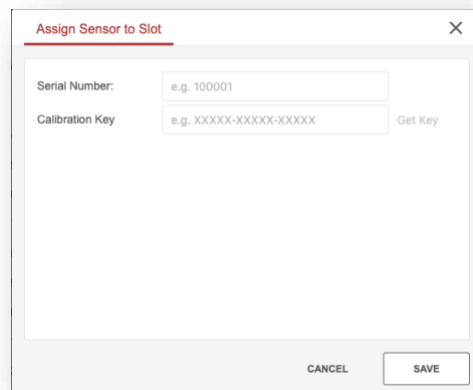 Assign Sensor to Slot
Serial Number: e.g. 100001
Calibration Key e.g. XXXXX-XXXXX-XXXXX Get Key
CANCEL SAVE